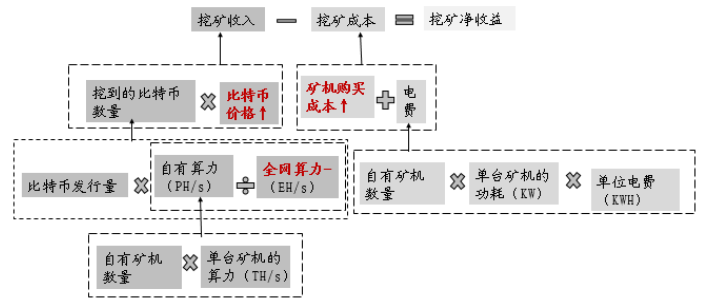 挖矿收入 － 挖矿成本 ＝ 挖矿净收益
挖到的比特币
数量
×
比特币
价格↑
矿机购买
成本↑
＋
电
费
比特币发行量
×
自有算力
(PH/s)
÷
全网算力－
(EH/s)
自有矿机
数量
×
单台矿机的
功耗（KW）
×
单位电费
(KWH)
自有矿机
数量
×
单台矿机的
算力（TH/s）